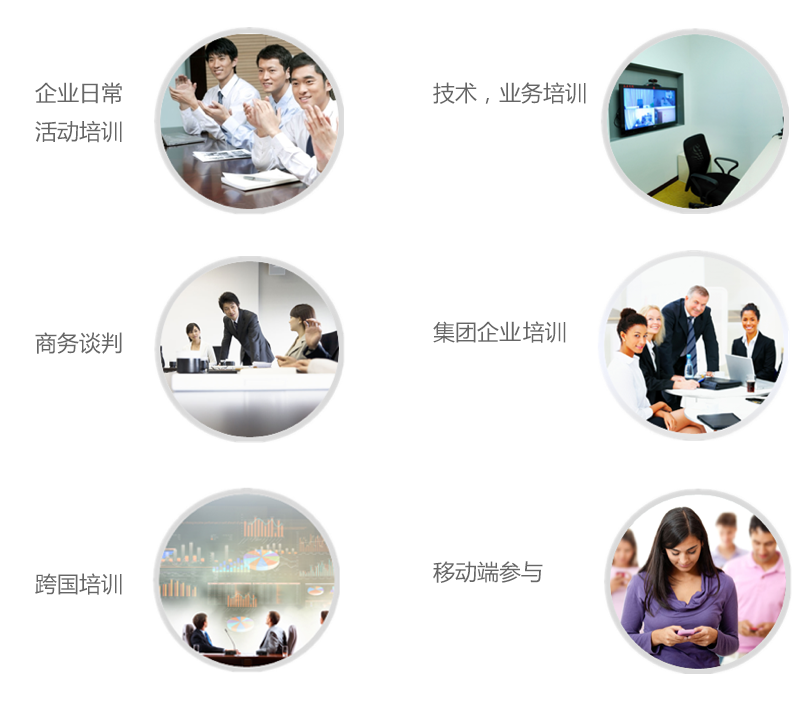 企业日常
活动培训
技术，业务培训
商务谈判
集团企业培训
跨国培训
移动端参与